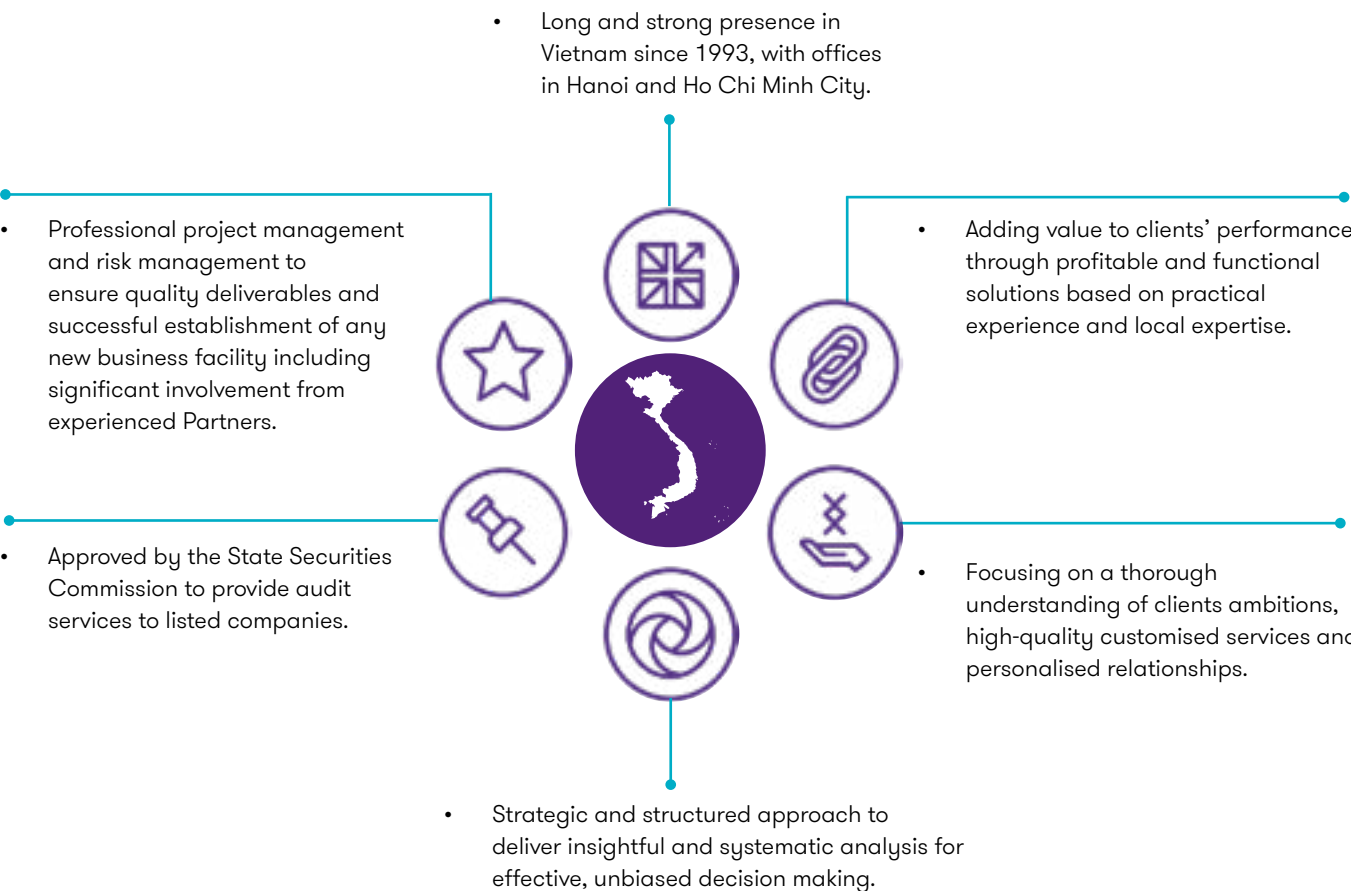 • Long and strong presence in
Vietnam since 1993, with offices
in Hanoi and Ho Chi Minh City.
• Professional project management
and risk management to
ensure quality deliverables and
successful establishment of any
new business facility including
significant involvement from
experienced Partners.
• Adding value to clients’ performance
through profitable and functional
solutions based on practical
experience and local expertise.
• Approved by the State Securities
Commission to provide audit
services to listed companies.
• Focusing on a thorough
understanding of clients ambitions,
high-quality customised services and
personalised relationships.
• Strategic and structured approach to
deliver insightful and systematic analysis for
effective, unbiased decision making.